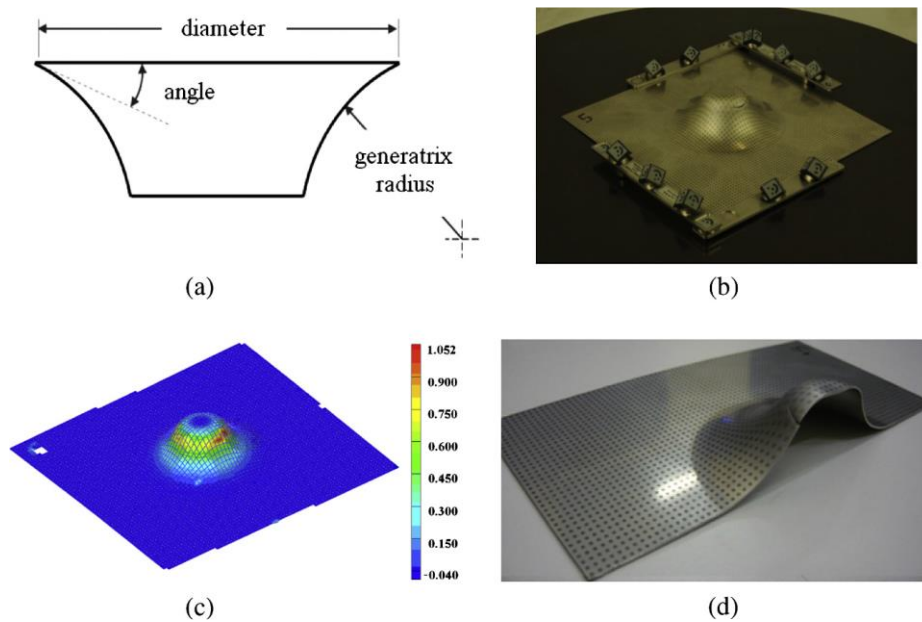 diameter
angle
generatrix
radius
(a)
5
(b)
1.052
0.900
0.750
0.600
0.450
0.300
0.150
-0.040
(c)
(d)